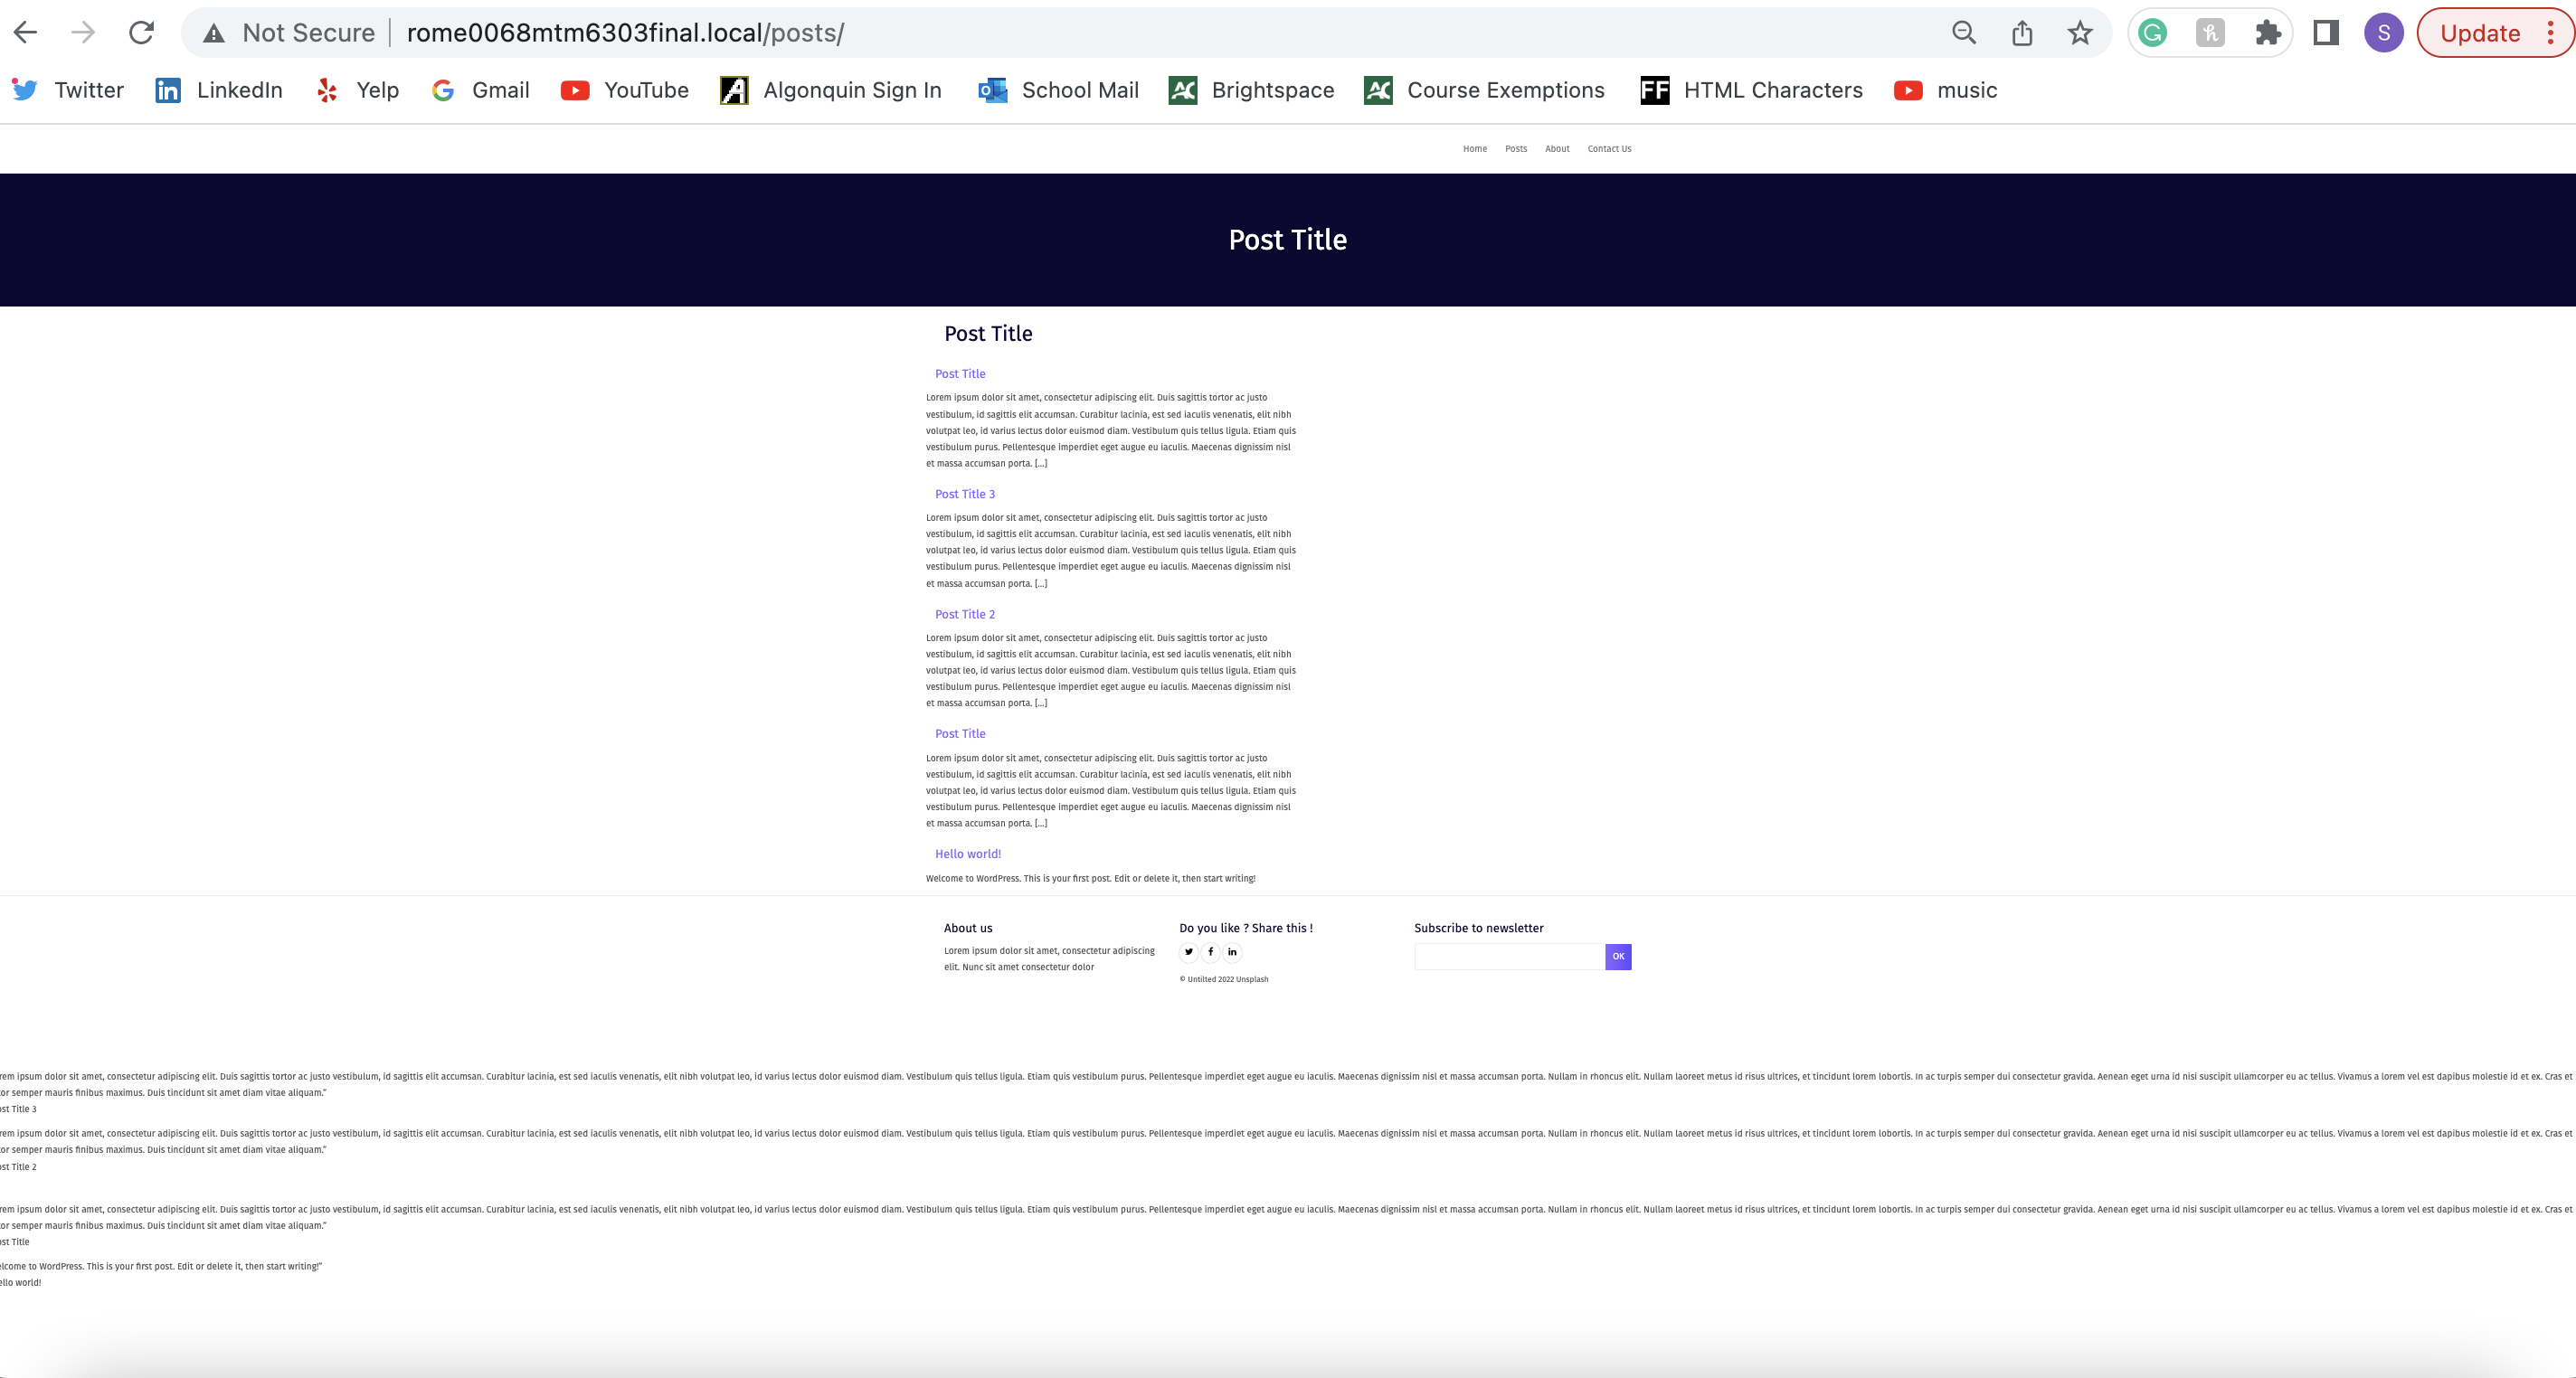 Not Secure rome0068mtm6303final.local/posts/ S Update
Twitter LinkedIn Yelp Gmail YouTube Algonquin Sign In School Mail Brightspace Course Exemptions FF HTML Characters music
Home Posts About Contact Us
Post Title
Post Title
Post Title
Lorem ipsum dolor sit amet, consectetur adipiscing elit. Duis sagittis tortor ac justo
vestibulum, id sagittis elit accumsan. Curabitur lacinia, est sed iaculis venenatis, elit nibh
volutpat leo, id varius lectus dolor euismod diam. Vestibulum quis tellus ligula. Etiam quis
vestibulum purus. Pellentesque imperdiet eget augue eu iaculis. Maecenas dignissim nisl
et massa accumsan porta. [...]
Post Title 3
Lorem ipsum dolor sit amet, consectetur adipiscing elit. Duis sagittis tortor ac justo
vestibulum, id sagittis elit accumsan. Curabitur lacinia, est sed iaculis venenatis, elit nibh
volutpat leo, id varius lectus dolor euismod diam. Vestibulum quis tellus ligula. Etiam quis
vestibulum purus. Pellentesque imperdiet eget augue eu iaculis. Maecenas dignissim nisl
et massa accumsan porta. [...]
Post Title 2
Lorem ipsum dolor sit amet, consectetur adipiscing elit. Duis sagittis tortor ac justo
vestibulum, id sagittis elit accumsan. Curabitur lacinia, est sed iaculis venenatis, elit nibh
volutpat leo, id varius lectus dolor euismod diam. Vestibulum quis tellus ligula. Etiam quis
vestibulum purus. Pellentesque imperdiet eget augue eu iaculis. Maecenas dignissim nisl
et massa accumsan porta. [...]
Post Title
Lorem ipsum dolor sit amet, consectetur adipiscing elit. Duis sagittis tortor ac justo
vestibulum, id sagittis elit accumsan. Curabitur lacinia, est sed iaculis venenatis, elit nibh
volutpat leo, id varius lectus dolor euismod diam. Vestibulum quis tellus ligula. Etiam quis
vestibulum purus. Pellentesque imperdiet eget augue eu iaculis. Maecenas dignissim nisl
et massa accumsan porta. [...]
Hello world!
Welcome to WordPress. This is your first post. Edit or delete it, then start writing!
About us
Lorem ipsum dolor sit amet, consectetur adipiscing
elit. Nunc sit amet consectetur dolor
Do you like ? Share this !
© Untilted 2022 Unsplash
Subscribe to newsletter
OK
rem ipsum dolor sit amet, consectetur adipiscing elit. Duis sagittis tortor ac justo vestibulum, id sagittis elit accumsan. Curabitur lacinia, est sed iaculis venenatis, elit nibh volutpat leo, id varius lectus dolor euismod diam. Vestibulum quis tellus ligula. Etiam quis vestibulum purus. Pellentesque imperdiet eget augue eu iaculis. Maecenas dignissim nisl et massa accumsan porta. Nullam in rhoncus elit. Nullam laoreet metus id risus ultrices, et tincidunt lorem lobortis. In ac turpis semper dui consectetur gravida. Aenean eget urna id nisi suscipit ullamcorper eu ac tellus. Vivamus a lorem vel est dapibus molestie id et ex. Cras et
or semper mauris finibus maximus. Duis tincidunt sit amet diam vitae aliquam.”
st Title 3
rem ipsum dolor sit amet, consectetur adipiscing elit. Duis sagittis tortor ac justo vestibulum, id sagittis elit accumsan. Curabitur lacinia, est sed iaculis venenatis, elit nibh volutpat leo, id varius lectus dolor euismod diam. Vestibulum quis tellus ligula. Etiam quis vestibulum purus. Pellentesque imperdiet eget augue eu iaculis. Maecenas dignissim nisl et massa accumsan porta. Nullam in rhoncus elit. Nullam laoreet metus id risus ultrices, et tincidunt lorem lobortis. In ac turpis semper dui consectetur gravida. Aenean eget urna id nisi suscipit ullamcorper eu ac tellus. Vivamus a lorem vel est dapibus molestie id et ex. Cras et
or semper mauris finibus maximus. Duis tincidunt sit amet diam vitae aliquam.”
st Title 2
rem ipsum dolor sit amet, consectetur adipiscing elit. Duis sagittis tortor ac justo vestibulum, id sagittis elit accumsan. Curabitur lacinia, est sed iaculis venenatis, elit nibh volutpat leo, id varius lectus dolor euismod diam. Vestibulum quis tellus ligula. Etiam quis vestibulum purus. Pellentesque imperdiet eget augue eu iaculis. Maecenas dignissim nisl et massa accumsan porta. Nullam in rhoncus elit. Nullam laoreet metus id risus ultrices, et tincidunt lorem lobortis. In ac turpis semper dui consectetur gravida. Aenean eget urna id nisi suscipit ullamcorper eu ac tellus. Vivamus a lorem vel est dapibus molestie id et ex. Cras et
or semper mauris finibus maximus. Duis tincidunt sit amet diam vitae aliquam.”
st Title
lcome to WordPress. This is your first post. Edit or delete it, then start writing!”
ello world!